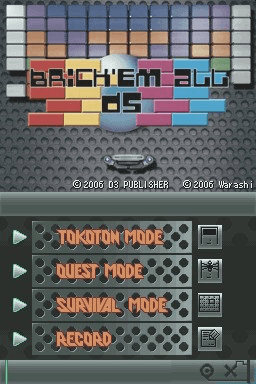 BRICK'EM ALL
DS
© 2006 D3 PUBLISHER © 2006 Warashi
TOKOTON MODE
QUEST MODE
SURVIVAL MODE
RECORD